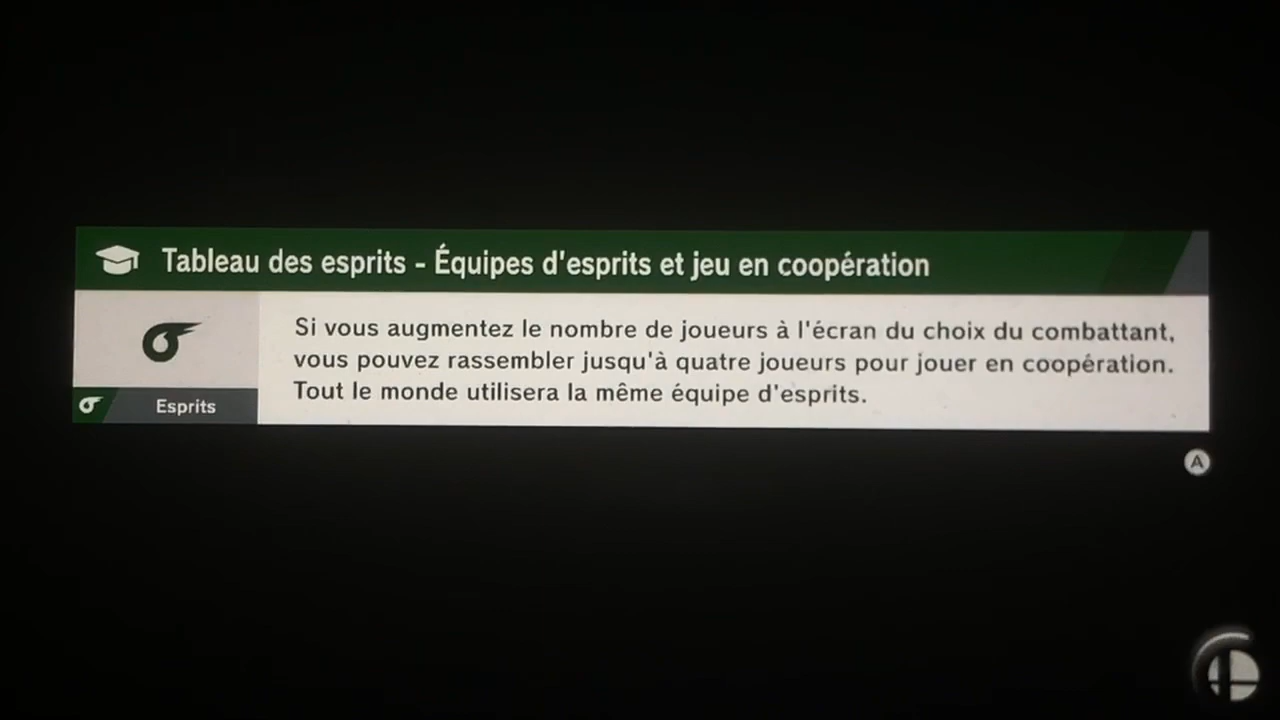 Tableau des esprits - Équipes d'esprits et jeu en coopération
Si vous augmentez le nombre de joueurs à l'écran du choix du combattant,
vous pouvez rassembler jusqu'à quatre joueurs pour jouer en coopération.
Tout le monde utilisera la même équipe d'esprits.
Esprits
A